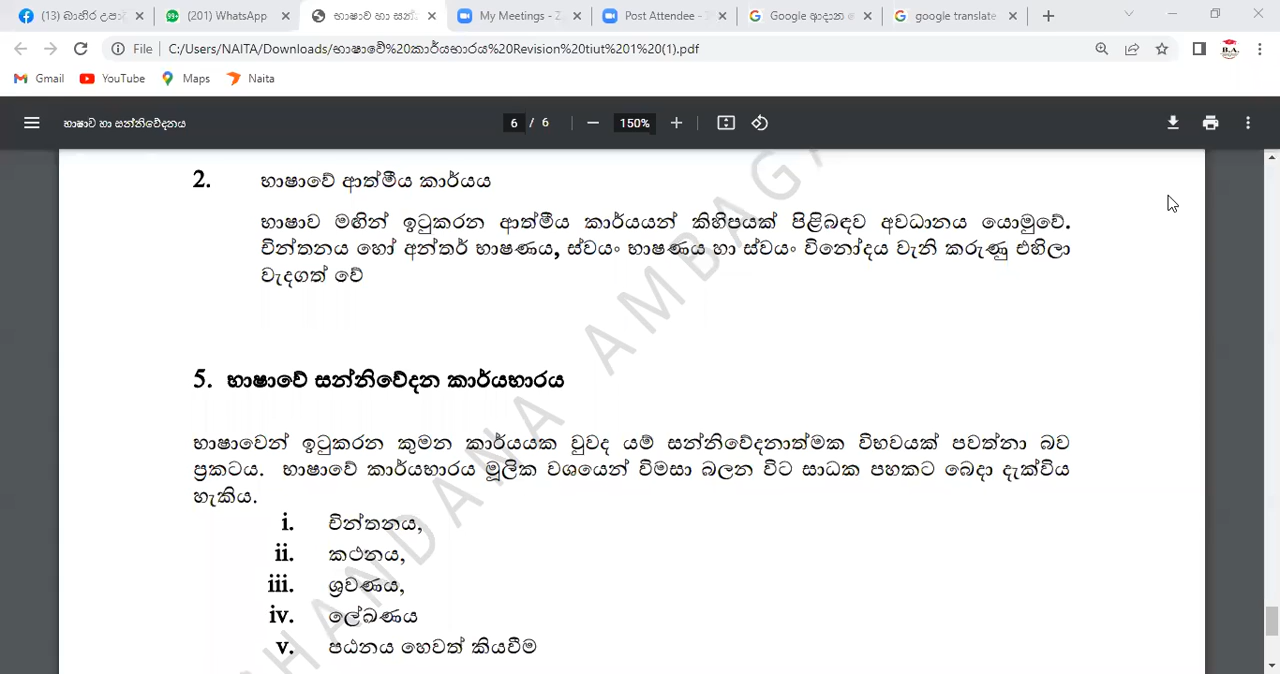 (13) බාහිර උපාධි
(201) WhatsApp
භාෂාව හා සන්නි
My Meetings - Z
Post Attendee - Z
Google ආදාන
google translate
File C:/Users/NAITA/Downloads/භාෂාවේ%20කාර්යභාරය%20Revision%20tiut%201%20(1).pdf
Gmail YouTube Maps Naita
භාෂාව හා සන්නිවේදනය 6 / 6 150%
2. භාෂාවේ ආත්මීය කාර්යය
භාෂාව මඟින් ඉටුකරන ආත්මීය කාර්යයන් කිහිපයක් පිළිබඳව අවධානය යොමුවේ.
චින්තනය හෝ අන්තර් භාෂණය, ස්වයං භාෂණය හා ස්වයං විනෝදය වැනි කරුණු එහිලා
වැදගත් වේ
5. භාෂාවේ සන්නිවේදන කාර්යභාරය
භාෂාවෙන් ඉටුකරන කුමන කාර්යයක වුවද යම් සන්නිවේදනාත්මක විභවයක් පවත්නා බව
ප්‍රකටය. භාෂාවේ කාර්යභාරය මූලික වශයෙන් විමසා බලන විට සාධක පහකට බෙදා දැක්විය
හැකිය.
i. චින්තනය,
ii. කථනය,
iii. ශ්‍රවණය,
iv. ලේඛණය
v. පඨනය හෙවත් කියවීම
CHANDANA AMBAGA